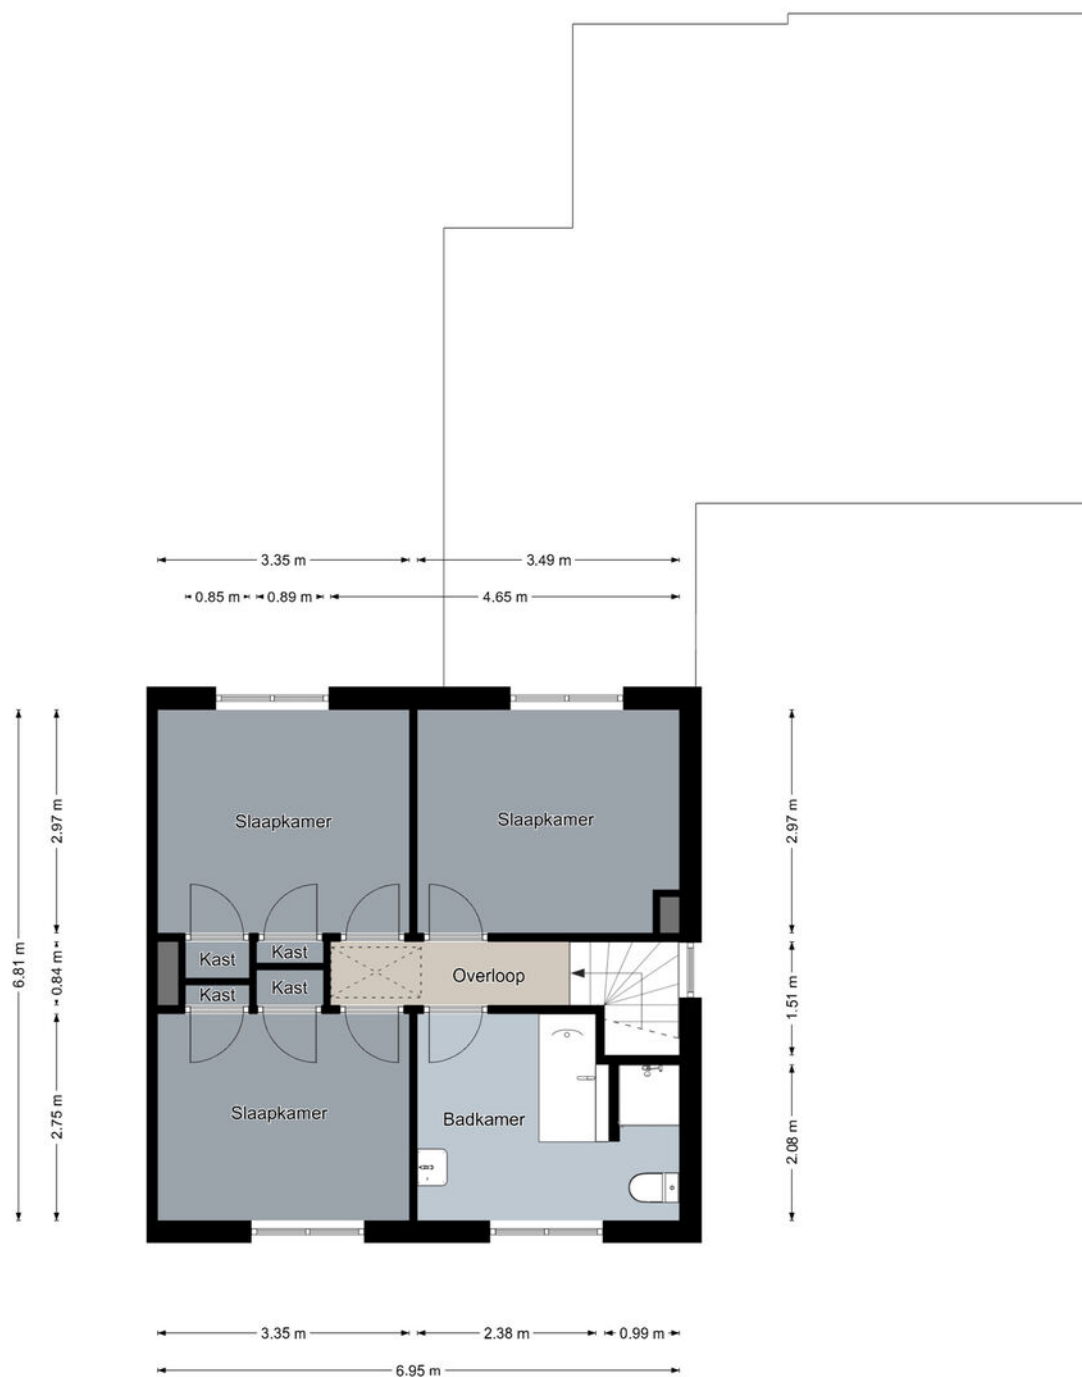 3.35 m
3.49 m
0.85 m
0.89 m
4.65 m
6.81 m
2.97 m
0.84 m
2.75 m
2.97 m
1.51 m
2.08 m
Slaapkamer
Slaapkamer
Kast
Kast
Kast
Kast
Overloop
Slaapkamer
Badkamer
3.35 m
2.38 m
0.99 m
6.95 m